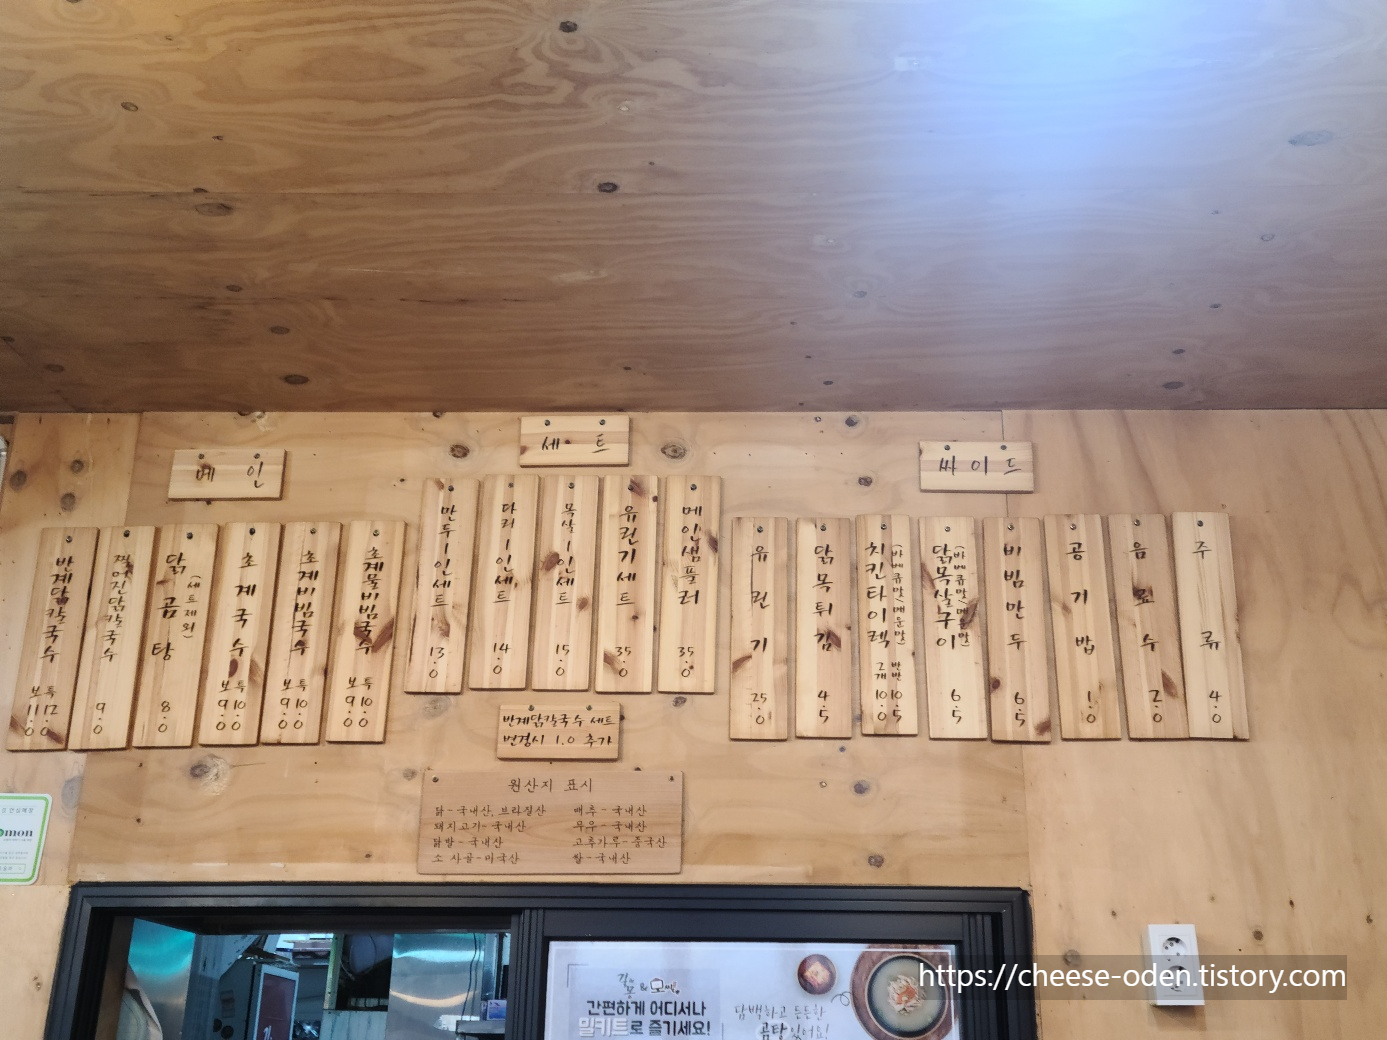 메인
반계닭칼국수
보 특
11.0 12.0
찜어진닭칼국수
9.0
닭곰탕
(세트제외)
8.0
초계국수
보 특
9.0 10.0
초계비빔국수
보 특
9.0 10.0
초계물비빔국수
보 특
9.0 10.0
세트
만두1인세트
13.0
다리1인세트
14.0
목살1인세트
15.0
유린기세트
35.0
메인샘플러
35.0
반계닭칼국수 세트
변경시 1.0 추가
싸이드
유린기
25.0
닭목튀김
4.5
치킨타이렉
(바베큐맛/매운맛)
2개 반반
10.0 10.5
닭목살구이
(바베큐맛/매운맛)
6.5
비빔만두
6.5
공기밥
1.0
음료수
2.0
주류
4.0
원산지 표시
닭-국내산, 브라질산
돼지고기-국내산
닭발-국내산
소 사골-미국산
배추-국내산
무우-국내산
고추가루-중국산
쌀-국내산
mon
간편하게 어디서나
밀키트로 즐기세요!
담백하고 든든한
곰탕있어요!
https://cheese-oden.tistory.com